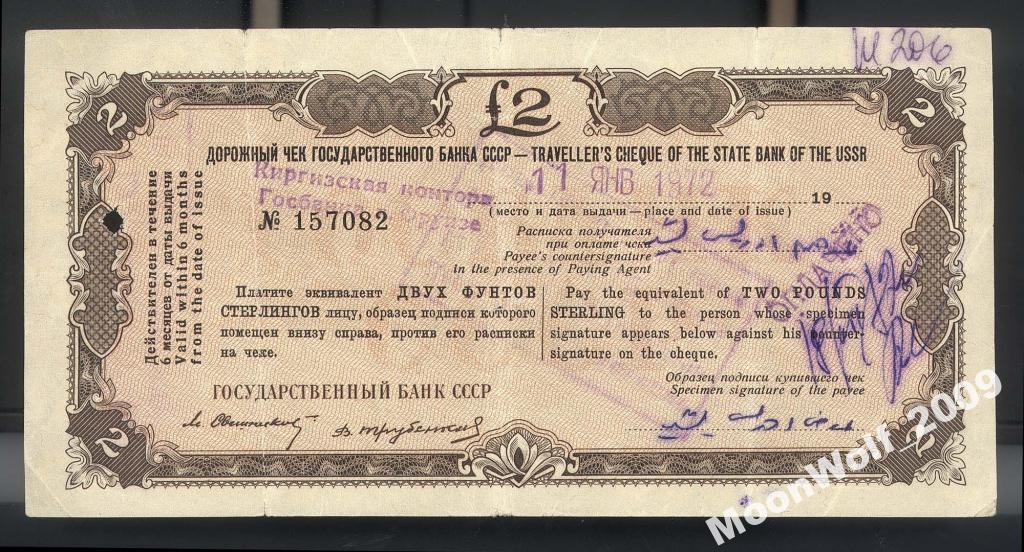 № 206
£2
2
2
ДОРОЖНЫЙ ЧЕК ГОСУДАРСТВЕННОГО БАНКА СССР — TRAVELLER'S CHEQUE OF THE STATE BANK OF THE USSR
Киргизская контора
Госбанка Фрунзе
11 ЯНВ 1972
19
(место и дата выдачи — place and date of issue)
№ 157082
Расписка получателя
при оплате чека
Payee's countersignature
In the presence of Paying Agent
Действителен в течение
6 месяцев от даты выдачи
Valid within 6 months
from the date of issue
Платите эквивалент ДВУХ ФУНТОВ
СТЕРЛИНГОВ лицу, образец подписи которого
помещен внизу справа, против его расписки
на чеке.
Pay the equivalent of TWO POUNDS
STERLING to the person whose specimen
signature appears below against his counter-
signature on the cheque.
ГОСУДАРСТВЕННЫЙ БАНК СССР
Образец подписи купившего чек
Specimen signature of the payee
2
2
MoonWolf_2009